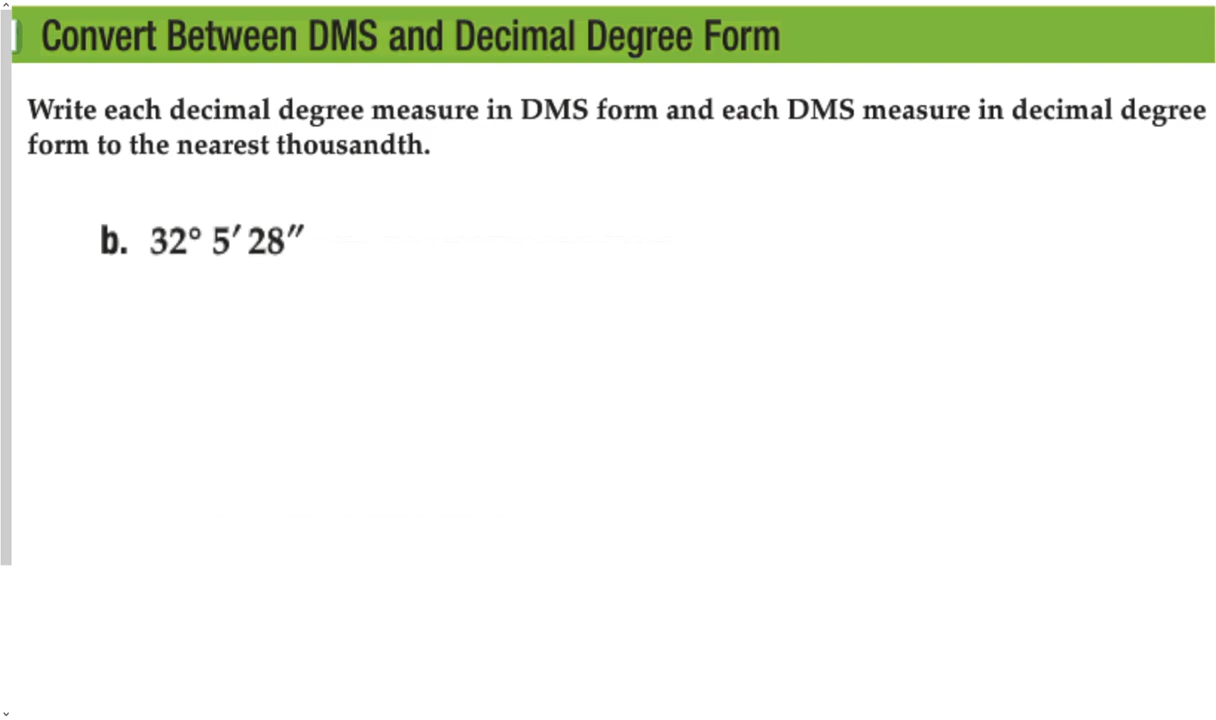 Convert Between DMS and Decimal Degree Form
Write each decimal degree measure in DMS form and each DMS measure in decimal degree
form to the nearest thousandth.
b. 32° 5′ 28″